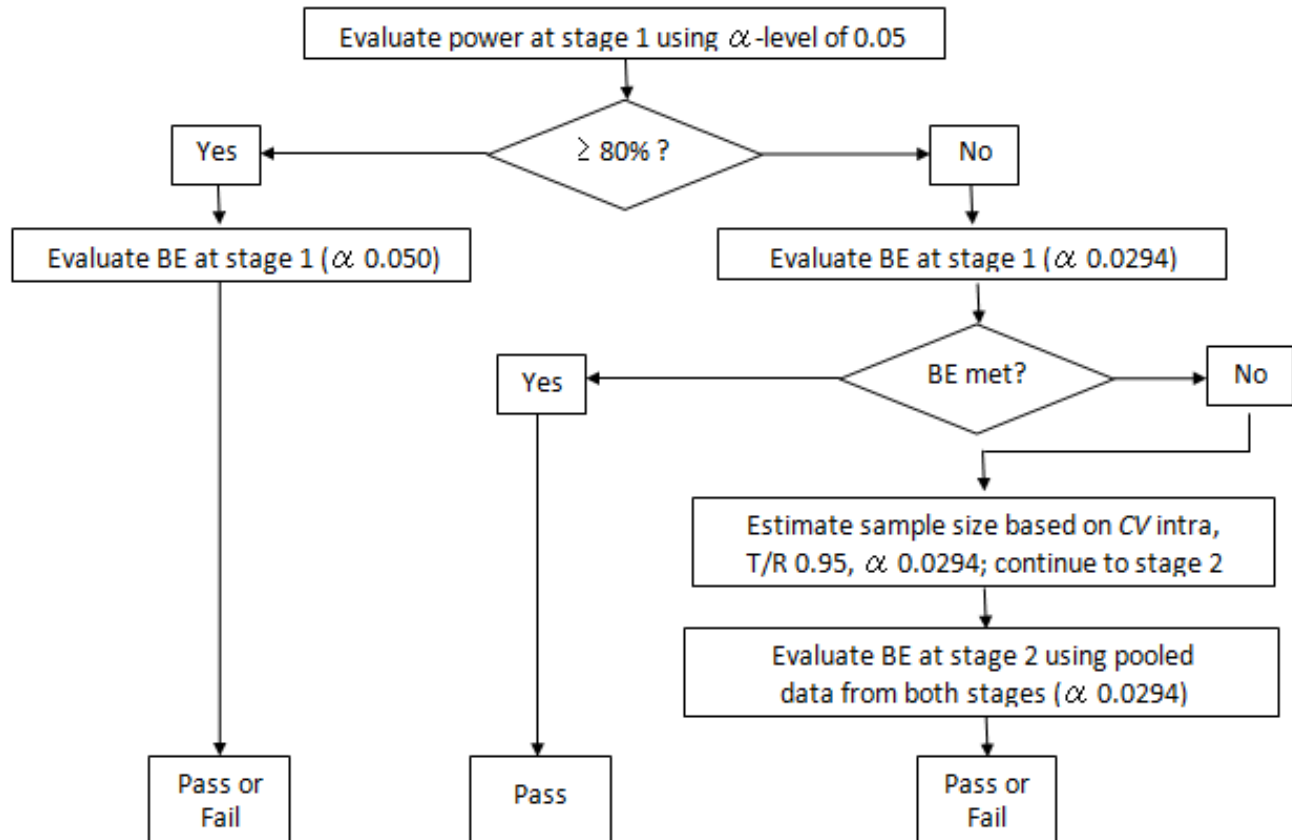 Evaluate power at stage 1 using α-level of 0.05
≥ 80% ?
Yes
No
Evaluate BE at stage 1 (α 0.050)
Evaluate BE at stage 1 (α 0.0294)
BE met?
Yes
No
Estimate sample size based on CV intra,
T/R 0.95, α 0.0294; continue to stage 2
Evaluate BE at stage 2 using pooled
data from both stages (α 0.0294)
Pass or
Fail
Pass
Pass or
Fail